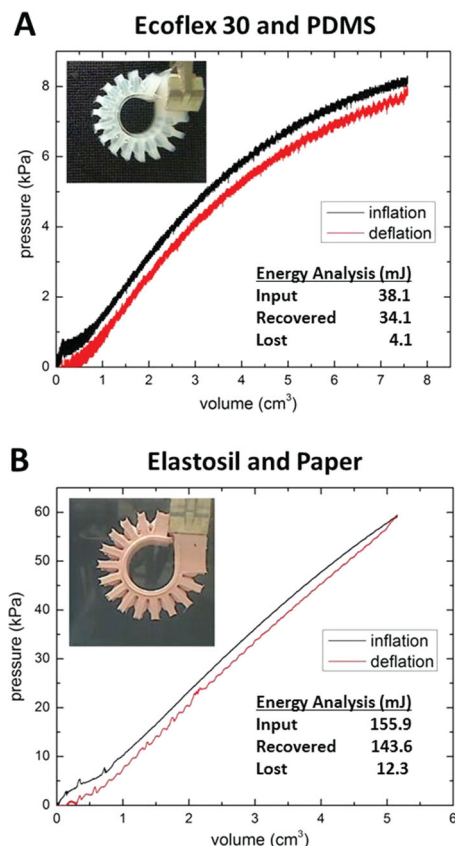 A Ecoflex 30 and PDMS
8
6
4
2
0
pressure (kPa)
inflation
deflation
Energy Analysis (mJ)
Input 38.1
Recovered 34.1
Lost 4.1
0 1 2 3 4 5 6 7 8
volume (cm³)
B Elastosil and Paper
60
50
40
30
20
10
0
pressure (kPa)
inflation
deflation
Energy Analysis (mJ)
Input 155.9
Recovered 143.6
Lost 12.3
0 1 2 3 4 5 6
volume (cm³)